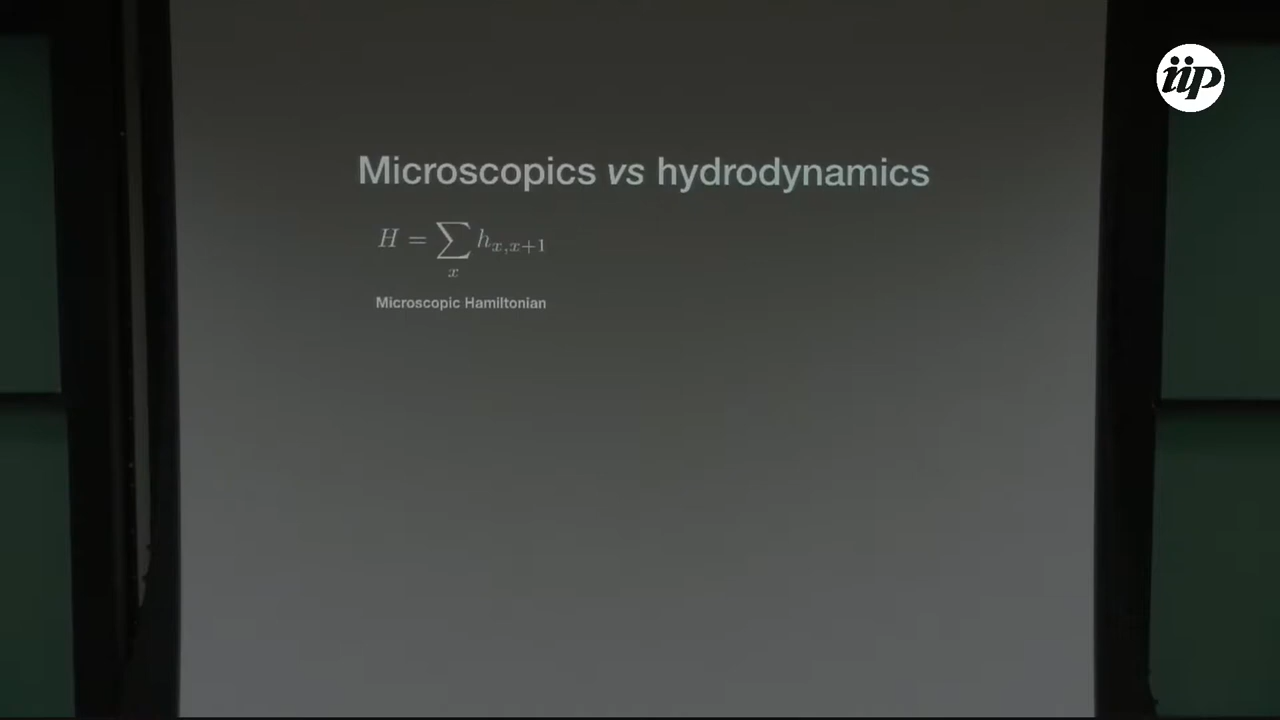 iip
Microscopics vs hydrodynamics
H = ∑ h_{x,x+1}
x
Microscopic Hamiltonian